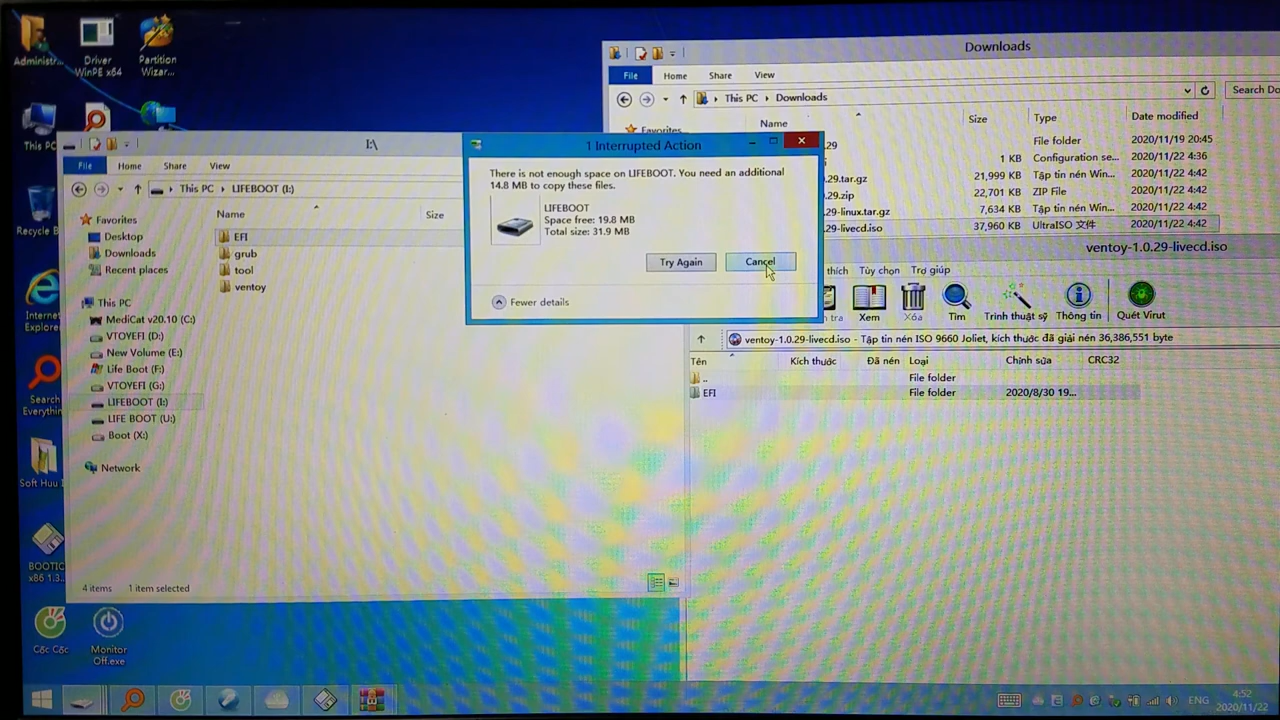 Administ...
Driver
WinPE x64
Partition
Wizar...
This PC
Recycle B
Internet
Explore
Search
Everythin
Soft Huu
BOOTIC
x86 1.3...
Cốc Cốc
Monitor
Off.exe
Downloads
File
Home
Share
View
This PC
Downloads
Search Do
Favorites
Name
Size
Type
Date modified
.29
File folder
2020/11/19 20:45
1 KB
Configuration se...
2020/11/22 4:36
.29.tar.gz
21,999 KB
Tập tin nén Win...
2020/11/22 4:42
.29.zip
22,701 KB
ZIP File
2020/11/22 4:42
.29-linux.tar.gz
7,634 KB
Tập tin nén Win...
2020/11/22 4:42
.29-livecd.iso
37,960 KB
UltraISO 文件
2020/11/22 4:42
I:\
File
Home
Share
View
This PC
LIFEBOOT (I:)
Favorites
Desktop
Downloads
Recent places
This PC
MediCat v20.10 (C:)
VTOYEFI (D:)
New Volume (E:)
Life Boot (F:)
VTOYEFI (G:)
LIFEBOOT (I:)
LIFE BOOT (U:)
Boot (X:)
Network
Name
Size
EFI
grub
tool
ventoy
4 items
1 item selected
1 Interrupted Action
There is not enough space on LIFEBOOT. You need an additional
14.8 MB to copy these files.
LIFEBOOT
Space free: 19.8 MB
Total size: 31.9 MB
Try Again
Cancel
Fewer details
ventoy-1.0.29-livecd.iso
thích
Tùy chọn
Trợ giúp
tra
Xem
Xóa
Tìm
Trình thuật sỹ
Thông tin
Quét Virut
ventoy-1.0.29-livecd.iso - Tập tin nén ISO 9660 Joliet, kích thước đã giải nén 36,386,551 byte
Tên
Kích thước
Đã nén
Loại
Chỉnh sửa
CRC32
..
File folder
EFI
File folder
2020/8/30 19...
ENG
4:52
2020/11/22